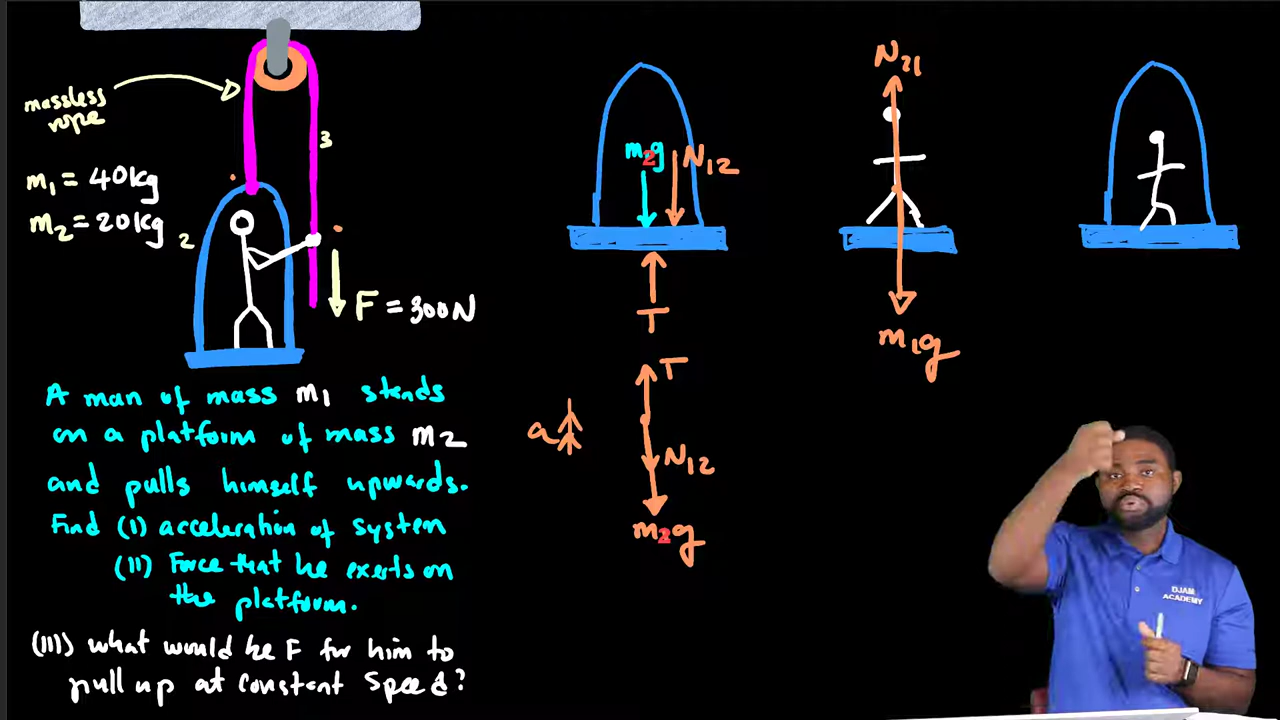 massless
rope
3
m1 = 40kg
m2 = 20kg
2
F = 300N
A man of mass m1 stands
on a platform of mass m2
and pulls himself upwards.
Find (I) acceleration of system
(II) Force that he exerts on
the platform.
(III) what would be F for him to
pull up at constant speed?
m2g
N12
T
T
a
N12
m2g
N21
m1g
DJAM
ACADEMY